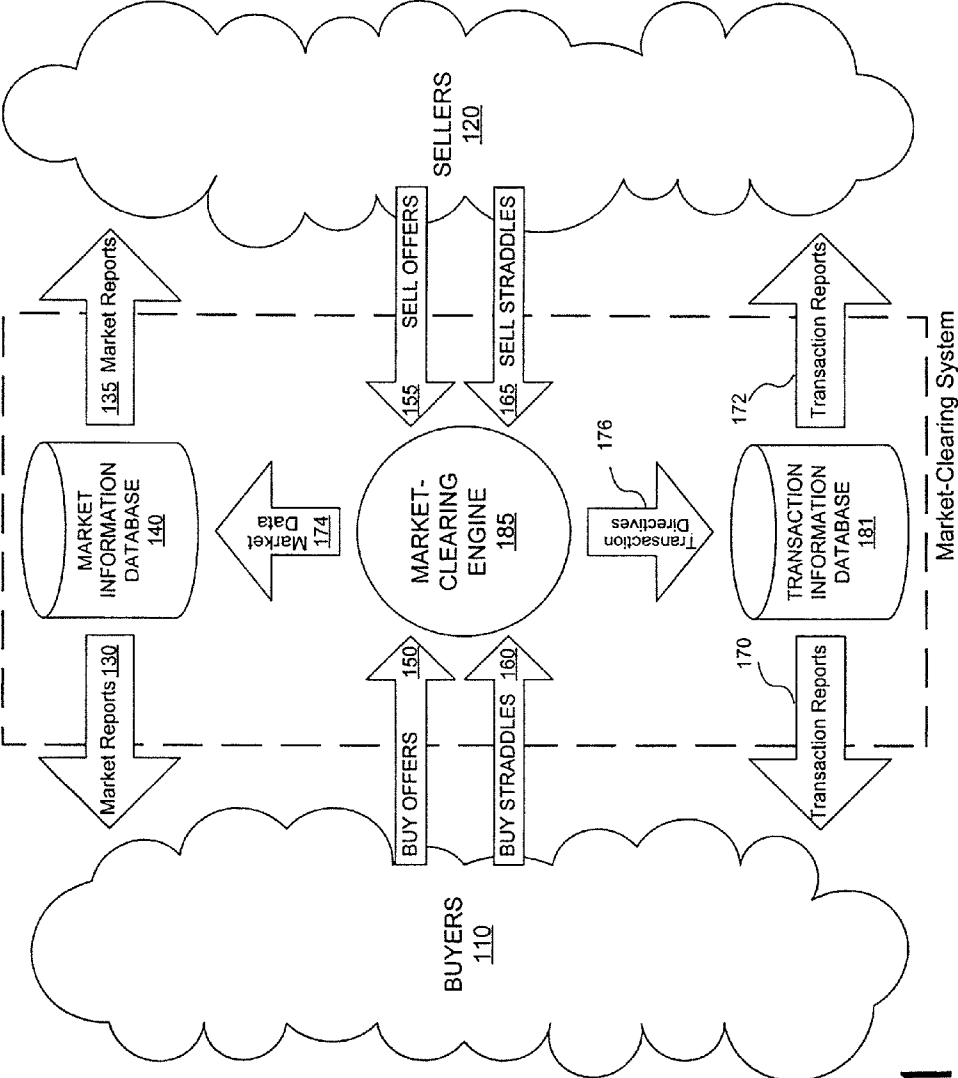 Market Reports 130
MARKET
INFORMATION
DATABASE
140
135 Market Reports
Market
Data
174
BUYERS
110
BUY OFFERS 150
BUY STRADDLES 160
MARKET-
CLEARING
ENGINE
185
155 SELL OFFERS
165 SELL STRADDLES
SELLERS
120
Transaction
Directives
176
170
Transaction Reports
TRANSACTION
INFORMATION
DATABASE
181
172
Transaction Reports
Market-Clearing System